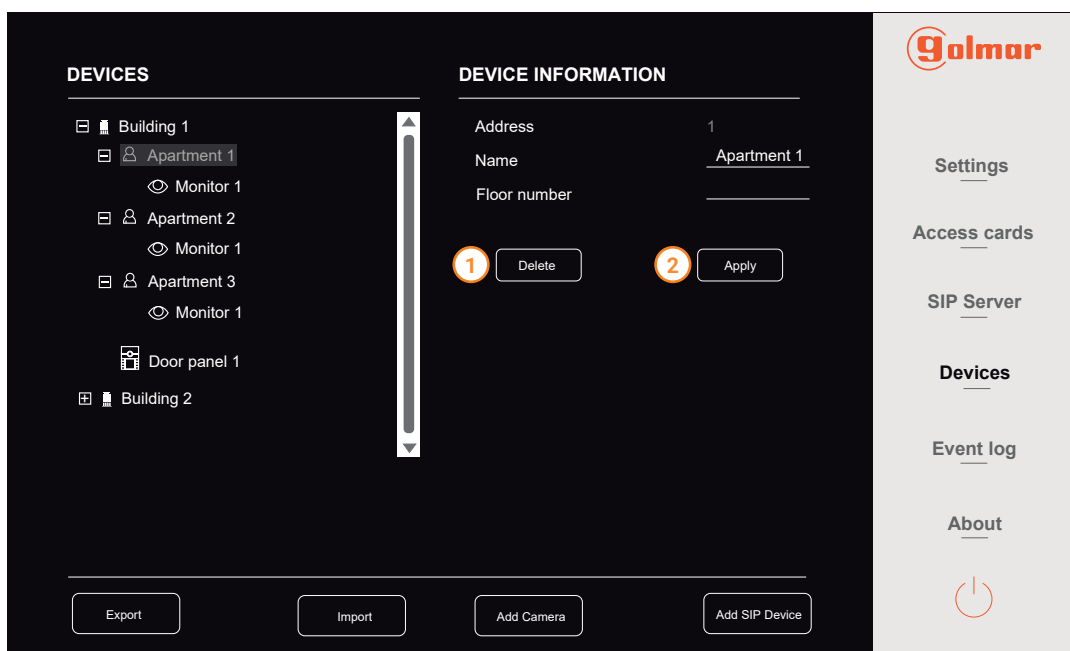 golmar
DEVICES
Building 1
Apartment 1
Monitor 1
Apartment 2
Monitor 1
Apartment 3
Monitor 1
Door panel 1
Building 2
DEVICE INFORMATION
Address 1
Name Apartment 1
Floor number
1 Delete 2 Apply
Settings
Access cards
SIP Server
Devices
Event log
About
Export Import Add Camera Add SIP Device